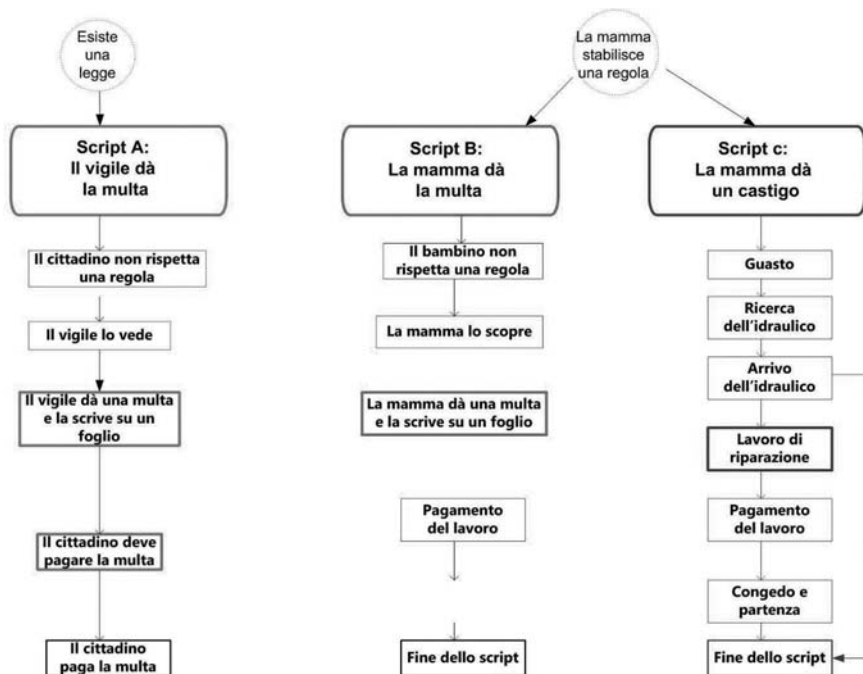 Esiste
una
legge
La mamma
stabilisce
una regola
Script A:
Il vigile dà
la multa
Script B:
La mamma dà
la multa
Script c:
La mamma dà
un castigo
Il cittadino non rispetta
una regola
Il vigile lo vede
Il vigile dà una multa
e la scrive su un
foglio
Il cittadino deve
pagare la multa
Il cittadino
paga la multa
Il bambino non
rispetta una regola
La mamma lo scopre
La mamma dà una multa
e la scrive su un foglio
Pagamento
del lavoro
Fine dello script
Guasto
Ricerca
dell'idraulico
Arrivo
dell'idraulico
Lavoro di
riparazione
Pagamento
del lavoro
Congedo e
partenza
Fine dello script